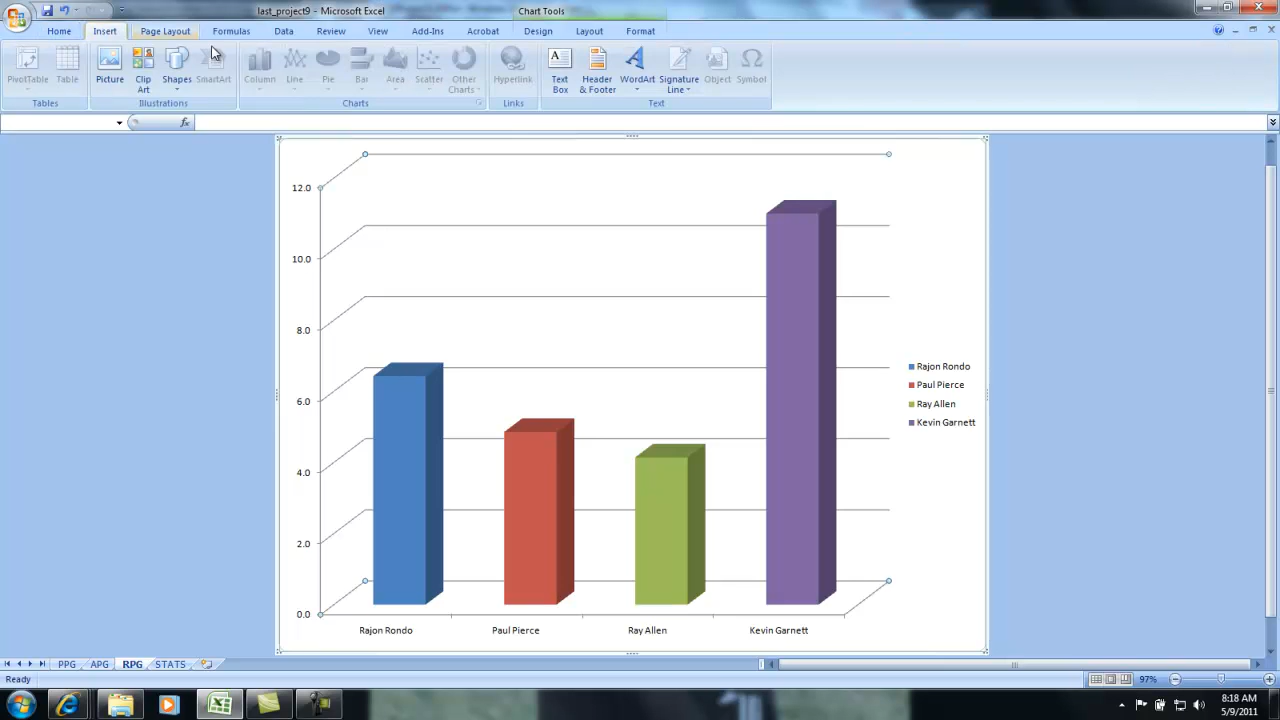 last_project9 - Microsoft Excel
Chart Tools
Home Insert Page Layout Formulas Data Review View Add-Ins Acrobat Design Layout Format
PivotTable Table Picture Clip Art Shapes SmartArt Column Line Pie Bar Area Scatter Other Charts Hyperlink Text Box Header & Footer WordArt Signature Line Object Symbol
Tables Illustrations Charts Links Text
fx
12.0
10.0
8.0
6.0
4.0
2.0
0.0
Rajon Rondo
Paul Pierce
Ray Allen
Kevin Garnett
Rajon Rondo Paul Pierce Ray Allen Kevin Garnett
PPG APG RPG STATS
Ready 97%
8:18 AM
5/9/2011